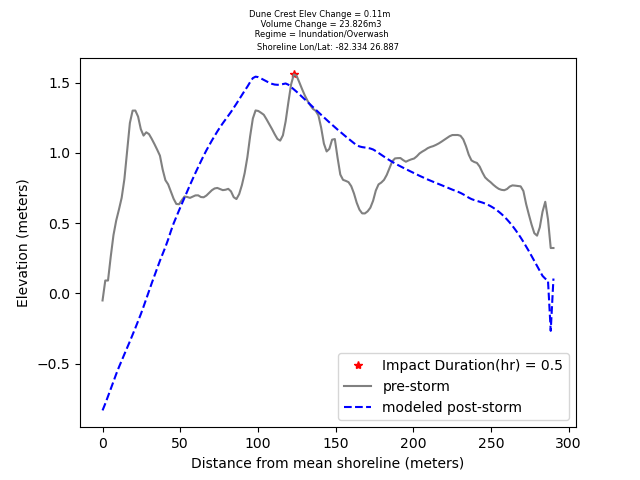 Dune Crest Elev Change = 0.11m
Volume Change = 23.826m3
Regime = Inundation/Overwash
Shoreline Lon/Lat: -82.334 26.887
1.5
1.0
0.5
0.0
−0.5
Elevation (meters)
Impact Duration(hr) = 0.5
pre-storm
modeled post-storm
0 50 100 150 200 250 300
Distance from mean shoreline (meters)